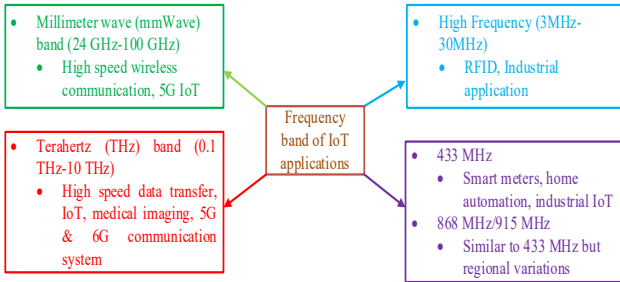 • Millimeter wave (mmWave)
band (24 GHz-100 GHz)
• High speed wireless
communication, 5G IoT
• High Frequency (3MHz-
30MHz)
• RFID, Industrial
application
Frequency
band of IoT
applications
• Terahertz (THz) band (0.1
THz-10 THz)
• High speed data transfer,
IoT, medical imaging, 5G
& 6G communication
system
• 433 MHz
• Smart meters, home
automation, industrial IoT
• 868 MHz/915 MHz
• Similar to 433 MHz but
regional variations